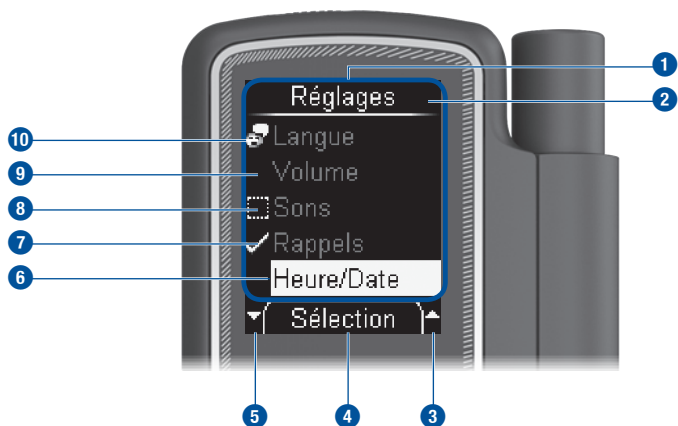 Réglages
Langue
Volume
Sons
Rappels
Heure/Date
Sélection
1
2
10
9
8
7
6
5
4
3